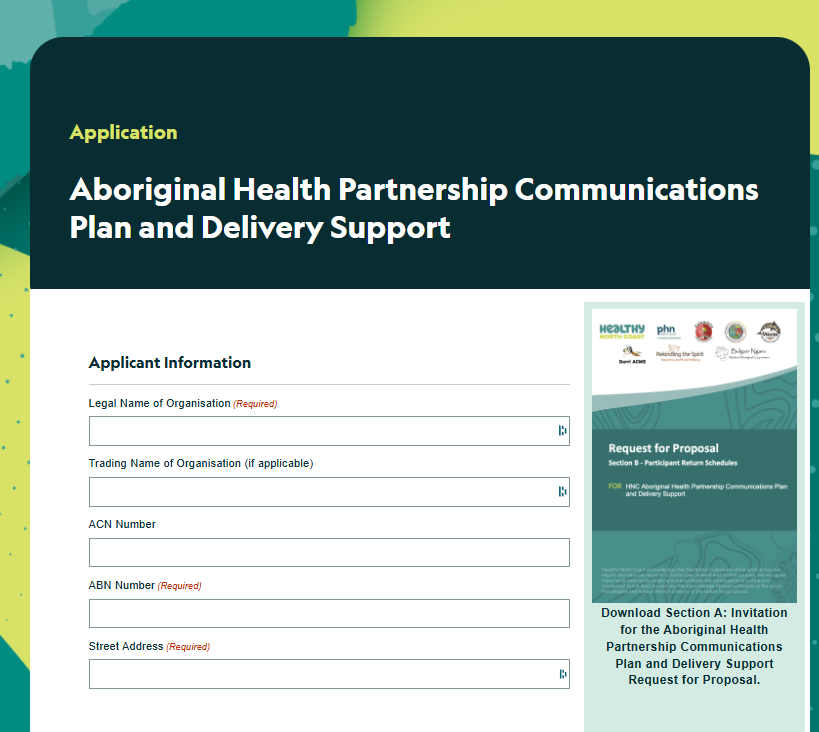 Application
Aboriginal Health Partnership Communications
Plan and Delivery Support
Applicant Information
Legal Name of Organisation (Required)
Trading Name of Organisation (if applicable)
ACN Number
ABN Number (Required)
Street Address (Required)
HEALTHY
NORTH COAST
phn
Durri ACMS
Rekindling the Spirit
Bulgarr Ngaru
Request for Proposal
Section B - Participant Return Schedules
FOR HNC Aboriginal Health Partnership Communications Plan
and Delivery Support
Download Section A: Invitation
for the Aboriginal Health
Partnership Communications
Plan and Delivery Support
Request for Proposal.